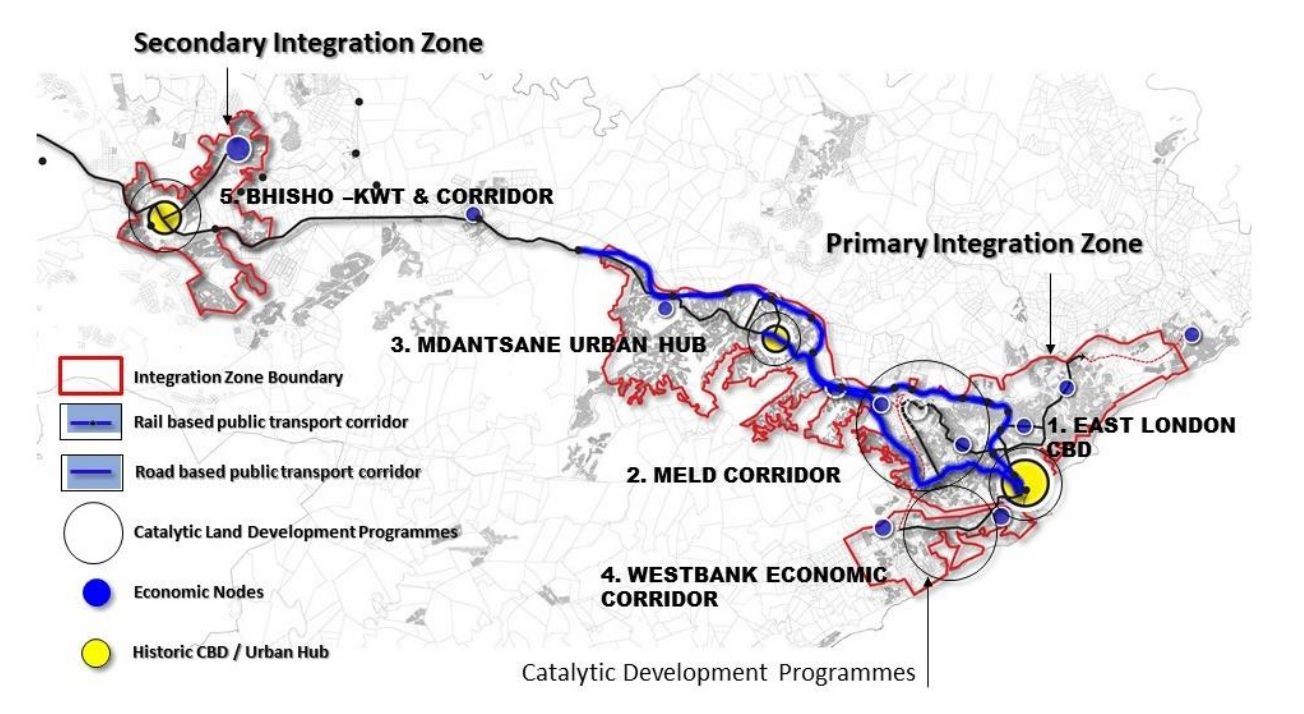 Secondary Integration Zone
5. BHISHO –KWT & CORRIDOR
Primary Integration Zone
3. MDANTSANE URBAN HUB
Integration Zone Boundary
Rail based public transport corridor
1. EAST LONDON
CBD
Road based public transport corridor
2. MELD CORRIDOR
Catalytic Land Development Programmes
4. WESTBANK ECONOMIC
CORRIDOR
Economic Nodes
Historic CBD / Urban Hub
Catalytic Development Programmes